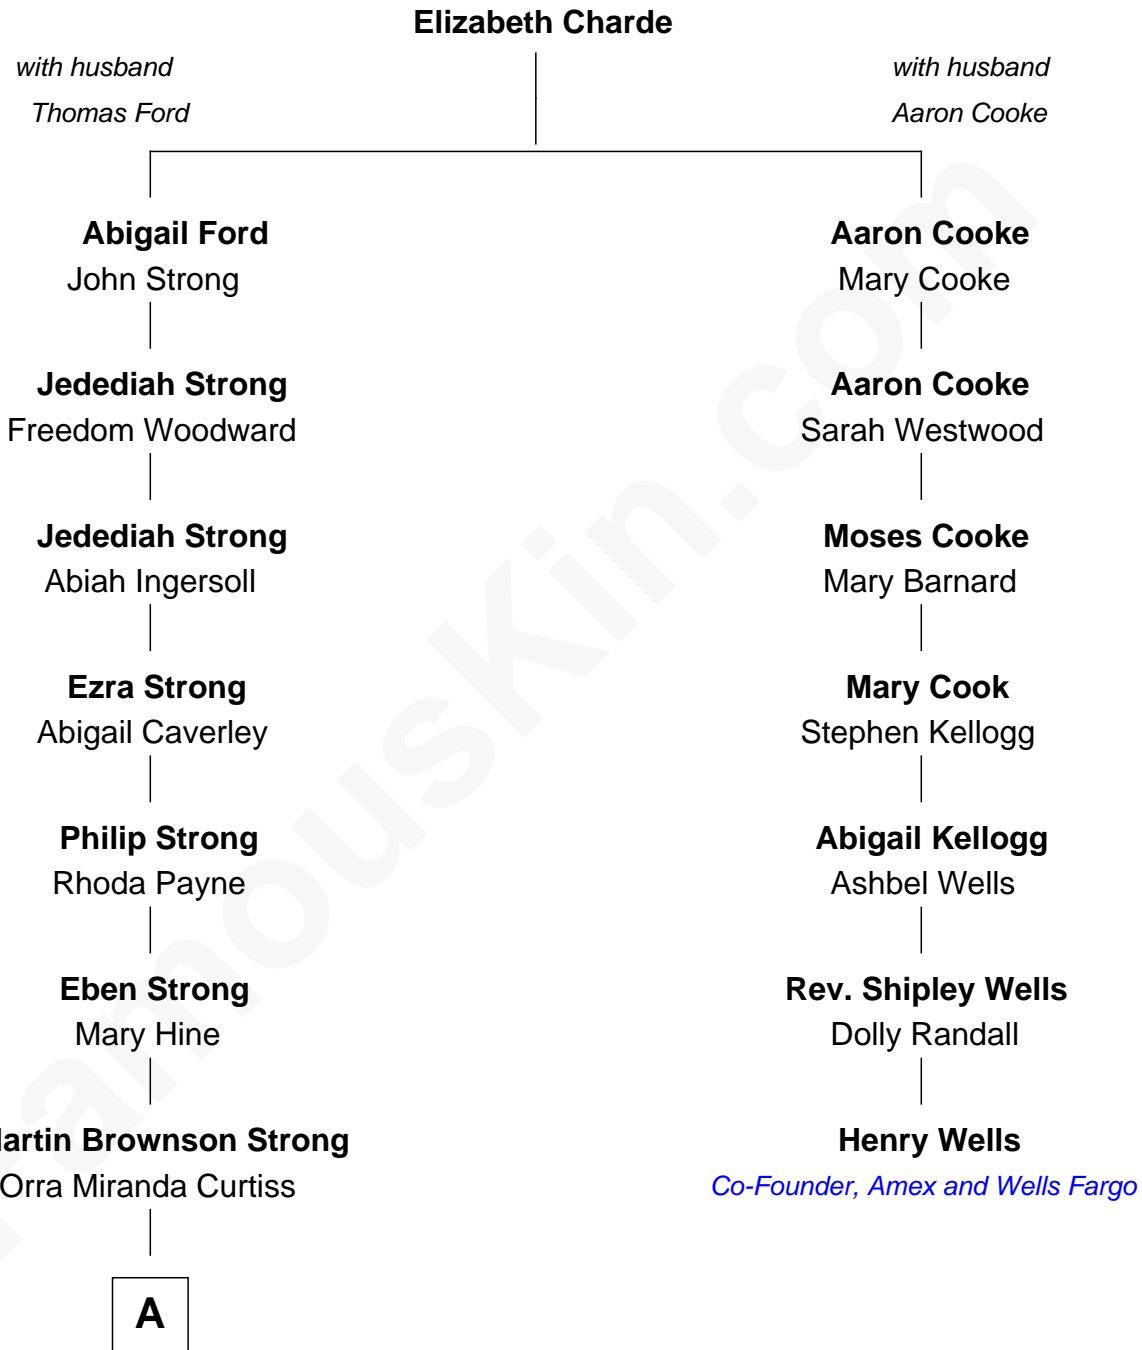 Elizabeth Charde
with husband
Thomas Ford
with husband
Aaron Cooke
Abigail Ford
John Strong
Aaron Cooke
Mary Cooke
Jedediah Strong
Freedom Woodward
Aaron Cooke
Sarah Westwood
Jedediah Strong
Abiah Ingersoll
Moses Cooke
Mary Barnard
Ezra Strong
Abigail Caverley
Mary Cook
Stephen Kellogg
Philip Strong
Rhoda Payne
Abigail Kellogg
Ashbel Wells
Eben Strong
Mary Hine
Rev. Shipley Wells
Dolly Randall
artin Brownson Strong
Orra Miranda Curtiss
Henry Wells
Co-Founder, Amex and Wells Fargo
A
FamousKin.com